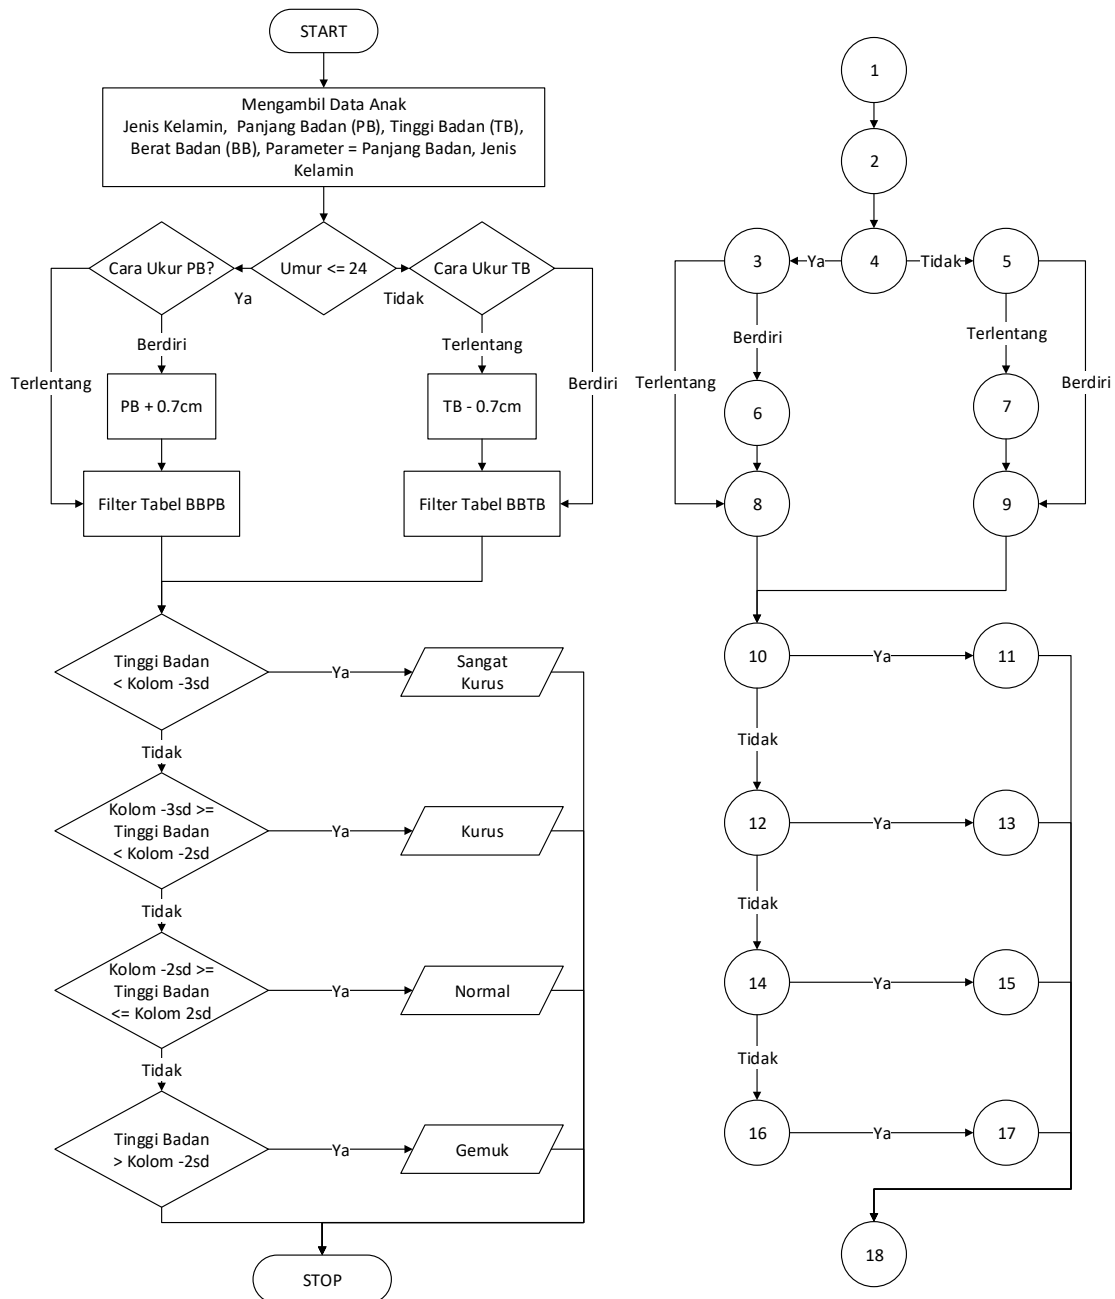 START
Mengambil Data Anak
Jenis Kelamin, Panjang Badan (PB), Tinggi Badan (TB),
Berat Badan (BB), Parameter = Panjang Badan, Jenis
Kelamin
Cara Ukur PB?
Umur <= 24
Cara Ukur TB
Ya
Tidak
Berdiri
Terlentang
Terlentang
Berdiri
PB + 0.7cm
TB - 0.7cm
Filter Tabel BBPB
Filter Tabel BBTB
Tinggi Badan
< Kolom -3sd
Ya
Sangat
Kurus
Tidak
Kolom -3sd >=
Tinggi Badan
< Kolom -2sd
Ya
Kurus
Tidak
Kolom -2sd >=
Tinggi Badan
<= Kolom 2sd
Ya
Normal
Tidak
Tinggi Badan
> Kolom -2sd
Ya
Gemuk
STOP
1
2
3
Ya
4
Tidak
5
Berdiri
Terlentang
Terlentang
Berdiri
6
7
8
9
10
Ya
11
Tidak
12
Ya
13
Tidak
14
Ya
15
Tidak
16
Ya
17
18